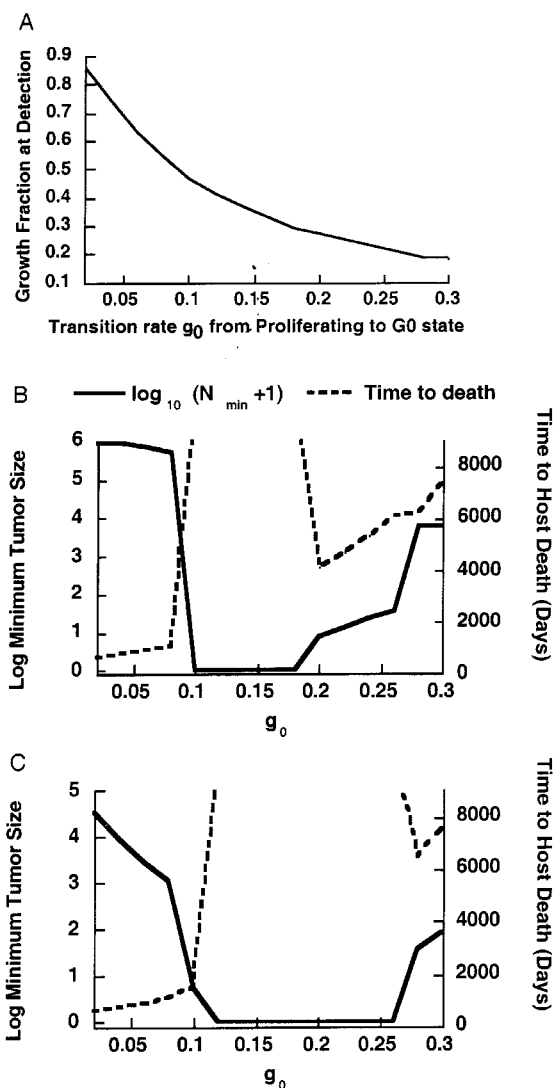 A
Growth Fraction at Detection
0.9
0.8
0.7
0.6
0.5
0.4
0.3
0.2
0.1
0.05 0.1 0.15 0.2 0.25 0.3
Transition rate g0 from Proliferating to G0 state
B
log 10 (N min +1) Time to death
Log Minimum Tumor Size
6
5
4
3
2
1
0
8000
6000
4000
2000
0
Time to Host Death (Days)
0.05 0.1 0.15 0.2 0.25 0.3
g0
C
Log Minimum Tumor Size
5
4
3
2
1
0
8000
6000
4000
2000
0
Time to Host Death (Days)
0.05 0.1 0.15 0.2 0.25 0.3
g0